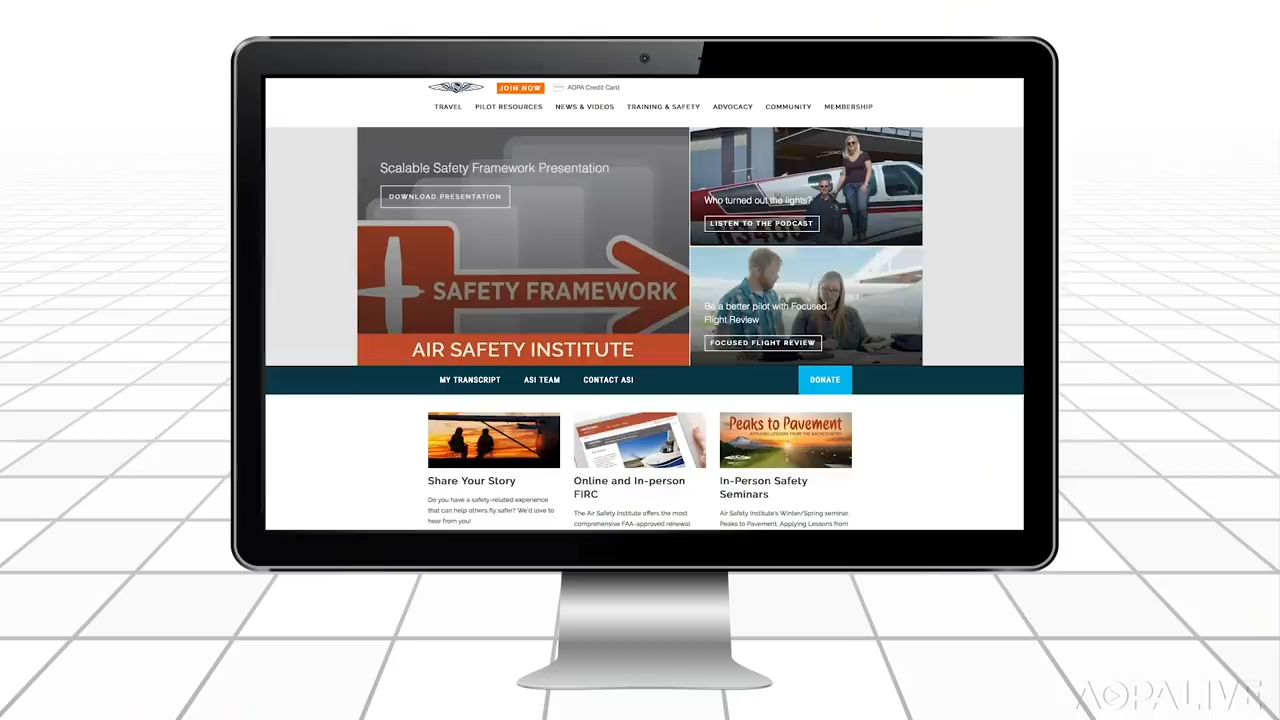 JOIN NOW
AOPA Credit Card
TRAVEL PILOT RESOURCES NEWS & VIDEOS TRAINING & SAFETY ADVOCACY COMMUNITY MEMBERSHIP
Scalable Safety Framework Presentation
DOWNLOAD PRESENTATION
SAFETY FRAMEWORK
AIR SAFETY INSTITUTE
Who turned out the lights?
LISTEN TO THE PODCAST
Be a better pilot with Focused
Flight Review
FOCUSED FLIGHT REVIEW
MY TRANSCRIPT ASI TEAM CONTACT ASI DONATE
Share Your Story
Do you have a safety-related experience
that can help others fly safer? We'd love to
hear from you!
Online and In-person
FIRC
The Air Safety Institute offers the most
comprehensive FAA-approved renewal
Peaks to Pavement
APPLYING LESSONS FROM THE BACKCOUNTRY
In-Person Safety
Seminars
Air Safety Institute's Winter/Spring seminar,
Peaks to Pavement: Applying Lessons from
AOPALIVE